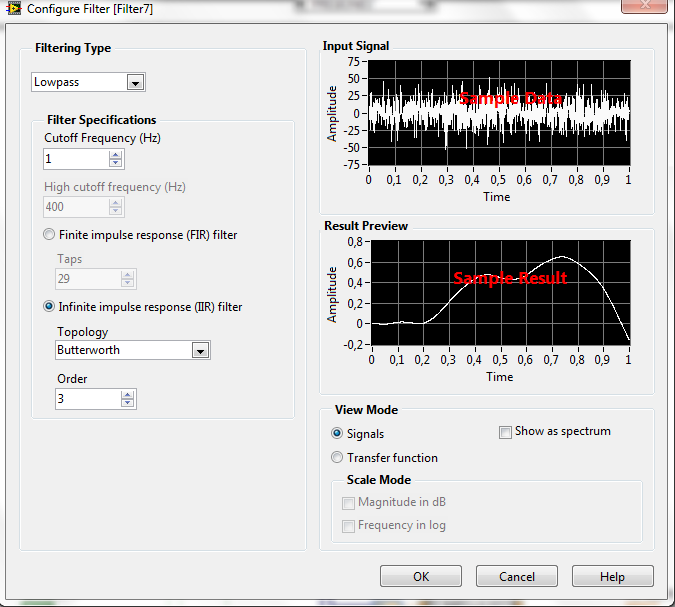 Configure Filter [Filter7]
Filtering Type
Lowpass
Filter Specifications
Cutoff Frequency (Hz)
1
High cutoff frequency (Hz)
400
Finite impulse response (FIR) filter
Taps
29
Infinite impulse response (IIR) filter
Topology
Butterworth
Order
3
Input Signal
Amplitude
75
50
25
0
-25
-50
-75
Sample Data
0 0,1 0,2 0,3 0,4 0,5 0,6 0,7 0,8 0,9 1
Time
Result Preview
Amplitude
0,8
0,6
0,4
0,2
0
-0,2
Sample Result
0 0,1 0,2 0,3 0,4 0,5 0,6 0,7 0,8 0,9 1
Time
View Mode
Signals
Show as spectrum
Transfer function
Scale Mode
Magnitude in dB
Frequency in log
OK Cancel Help